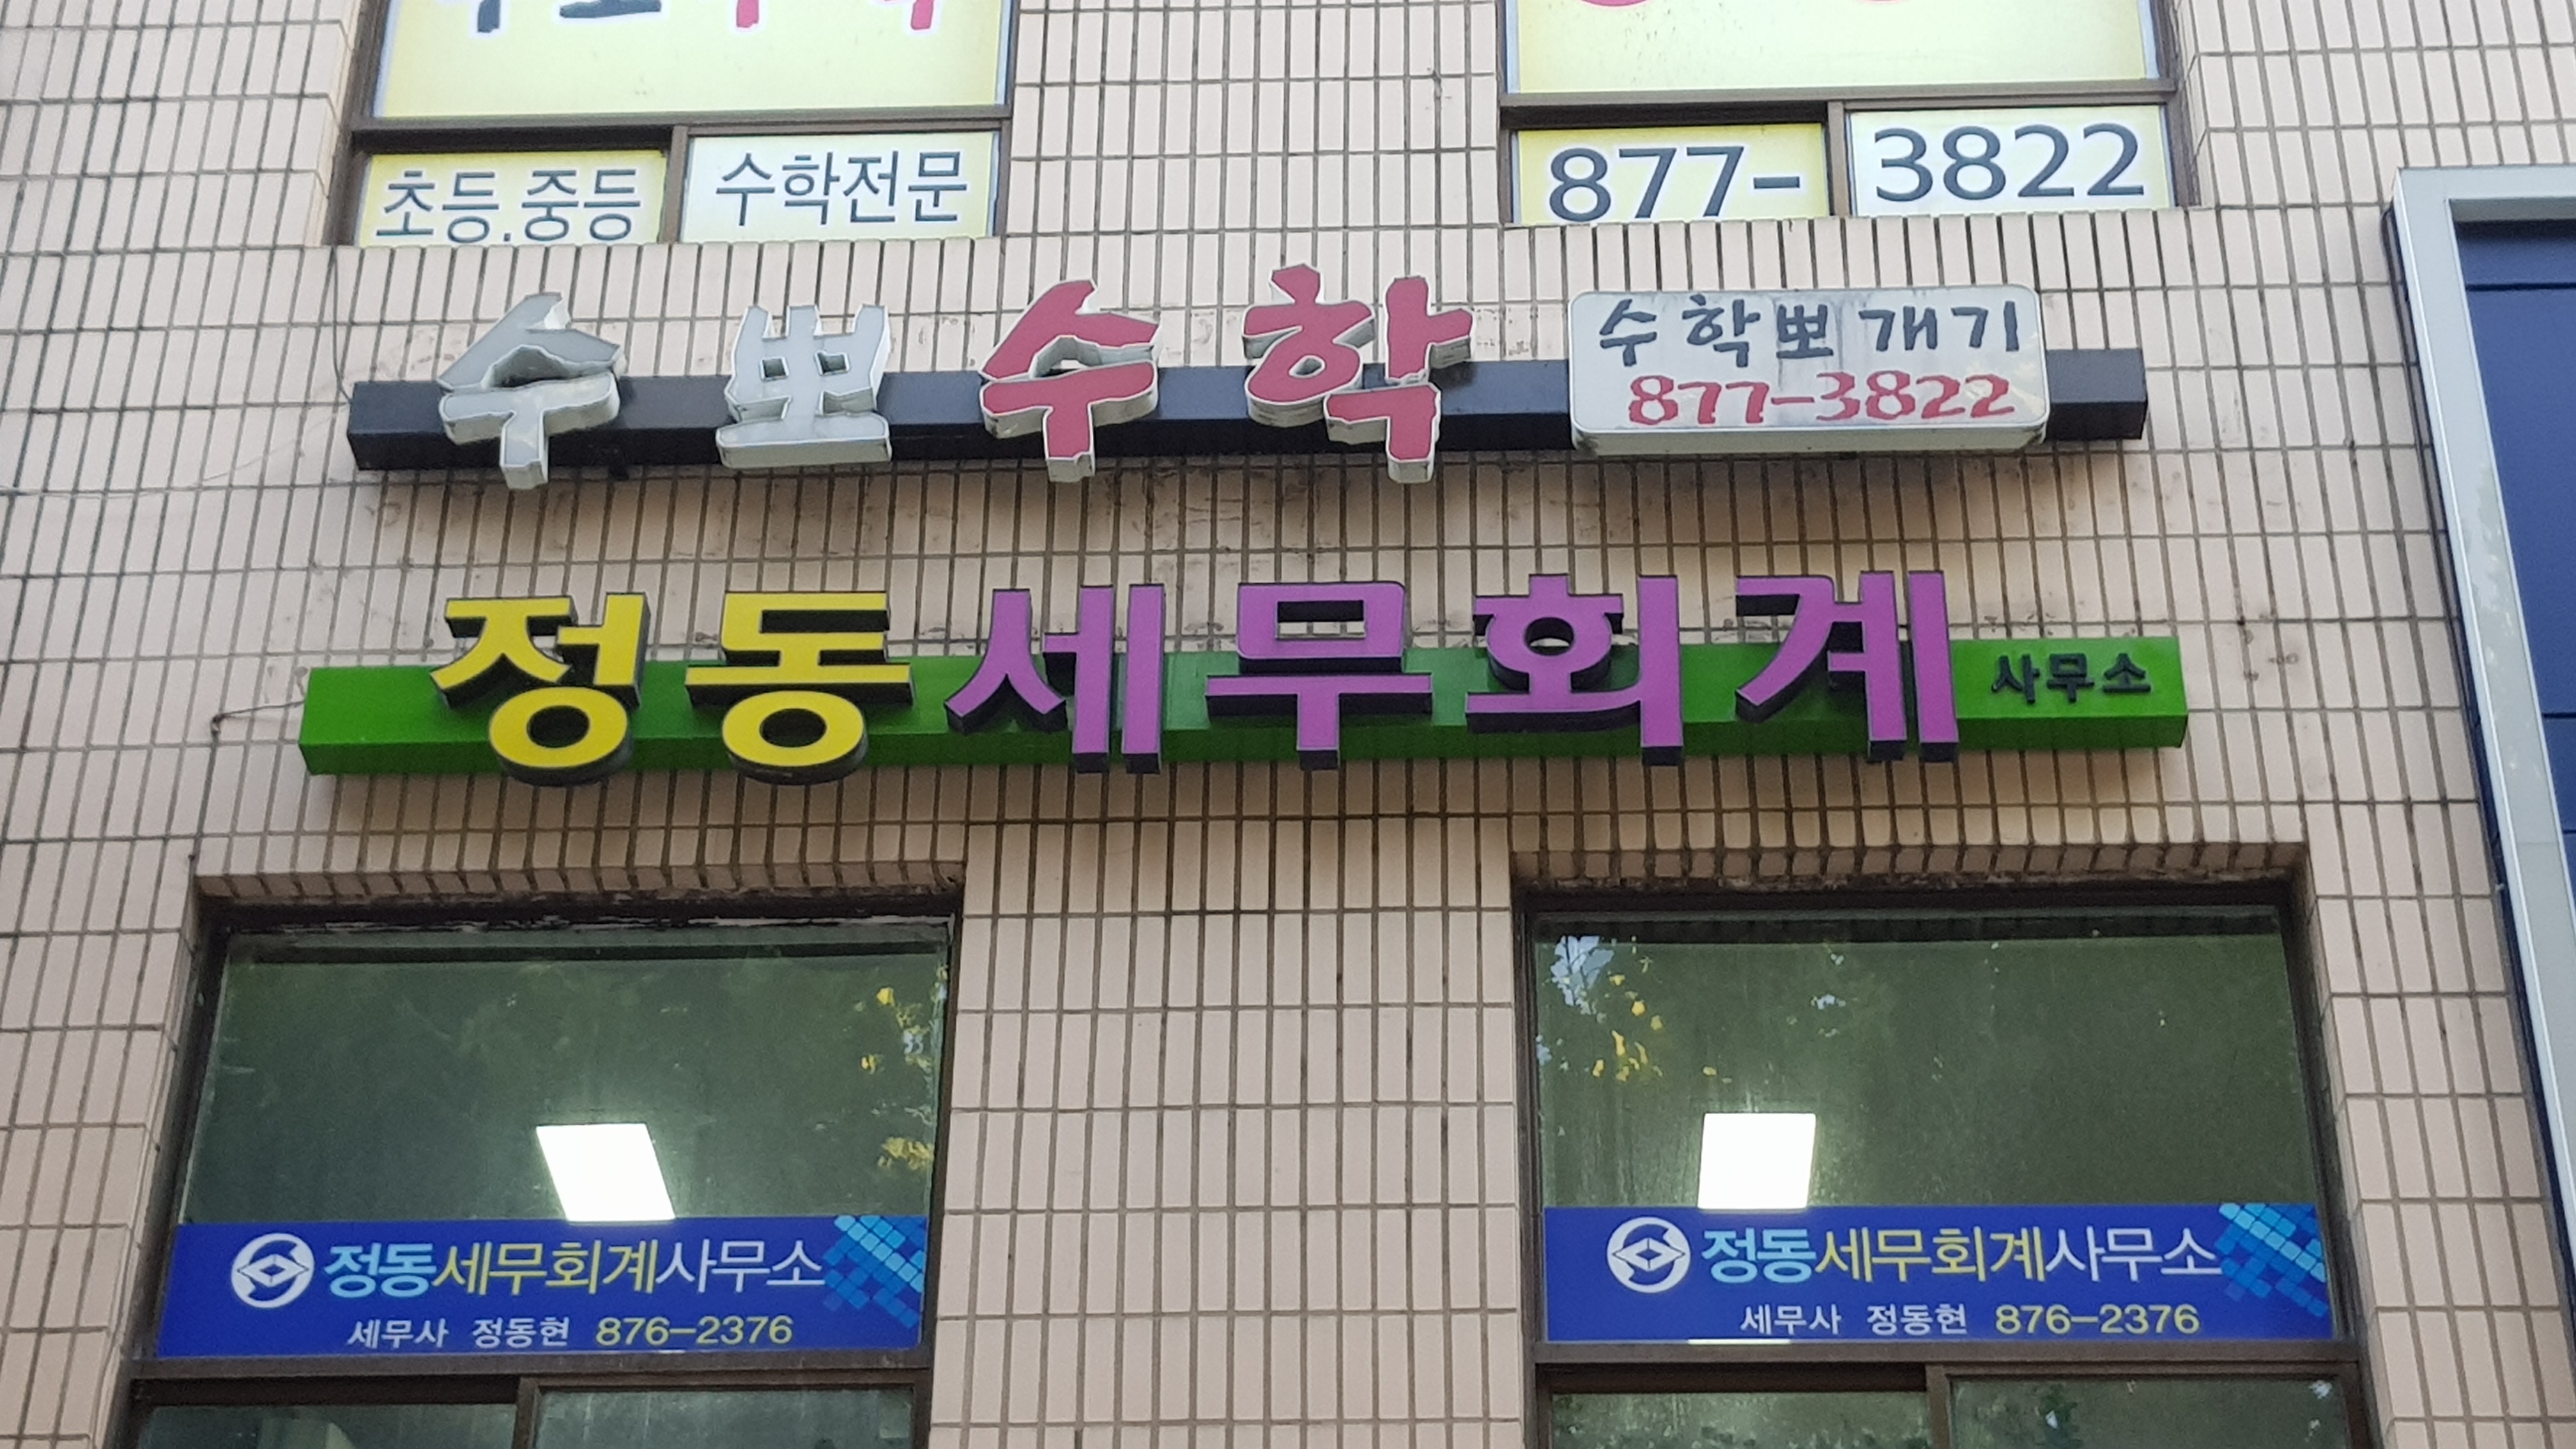 초등.중등 수학전문
877-3822
수뽀수학
수학뽀개기
877-3822
정동세무회계 사무소
정동세무회계사무소
세무사 정동현 876-2376
정동세무회계사무소
세무사 정동현 876-2376